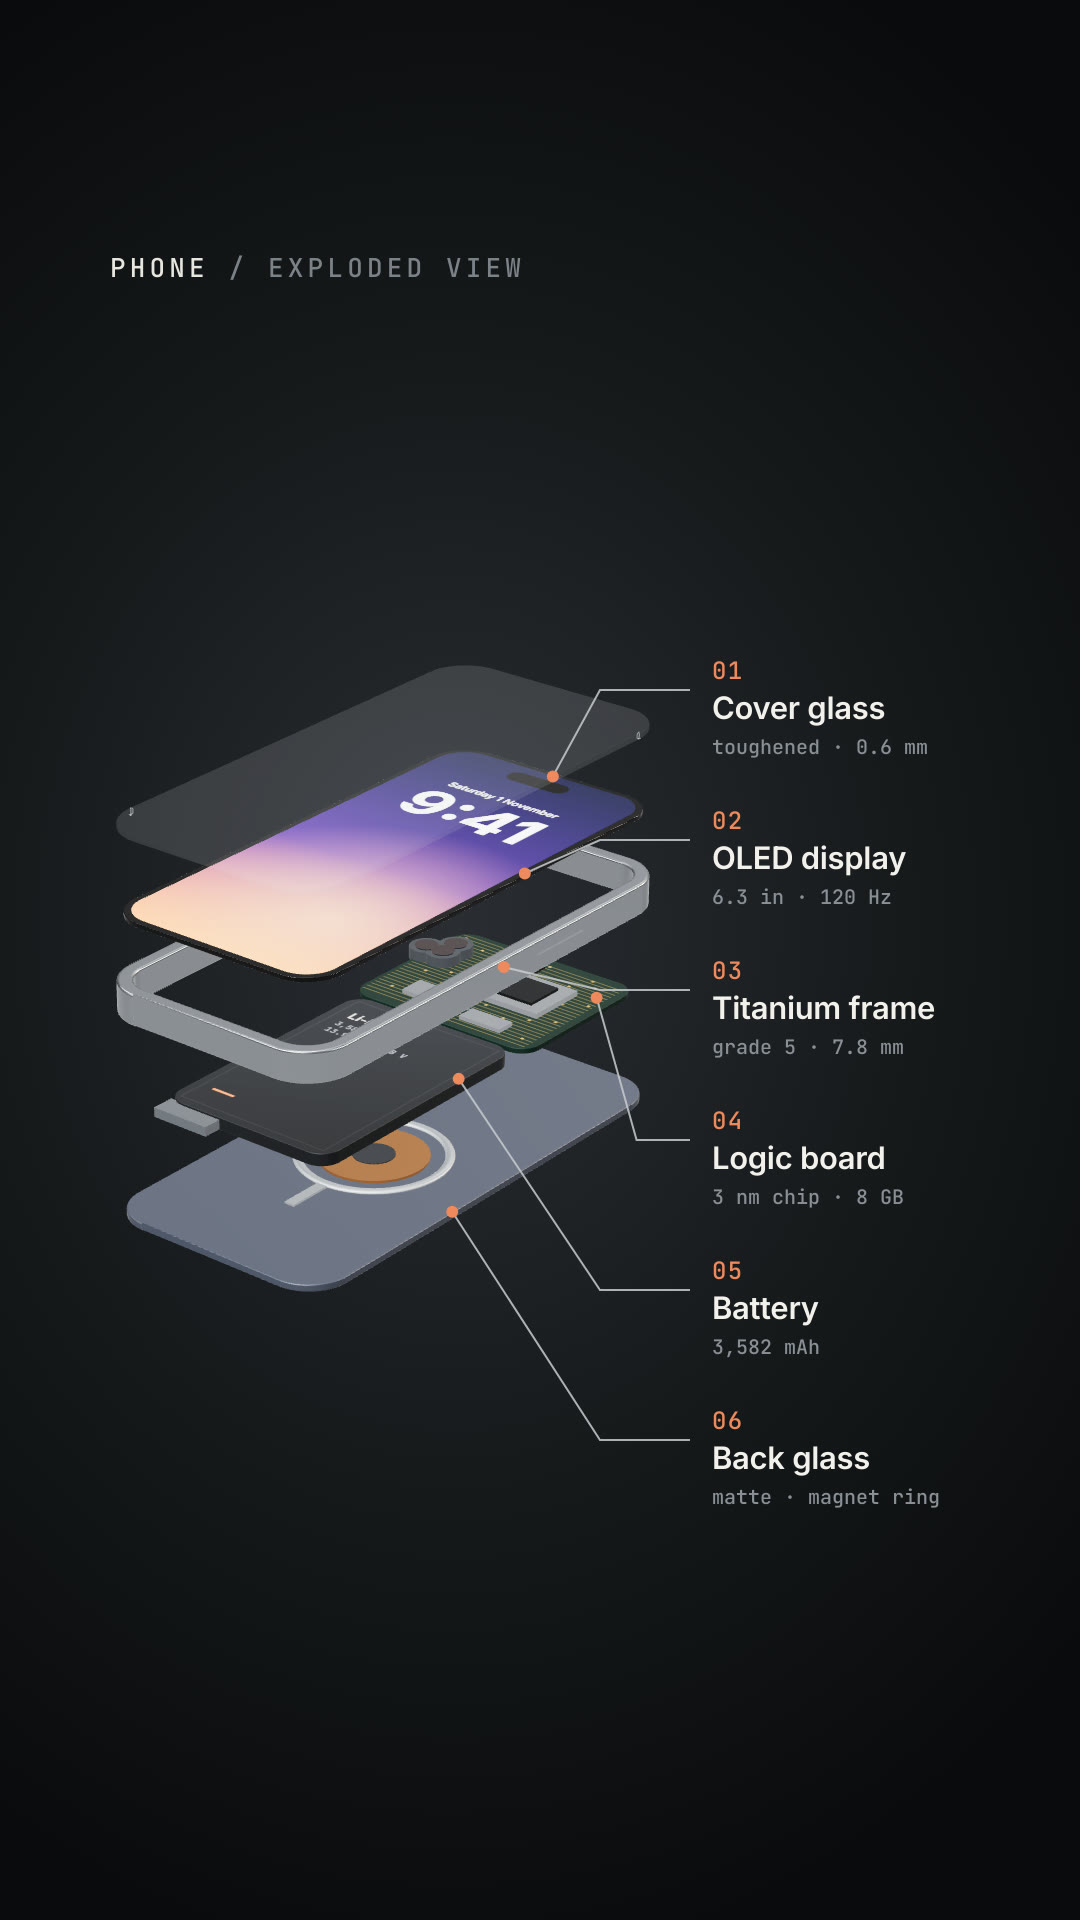 PHONE / EXPLODED VIEW
01
Cover glass
toughened · 0.6 mm
Saturday 1 November
9:41
02
OLED display
6.3 in · 120 Hz
03
Titanium frame
grade 5 · 7.8 mm
04
Logic board
3 nm chip · 8 GB
05
Battery
3,582 mAh
06
Back glass
matte · magnet ring